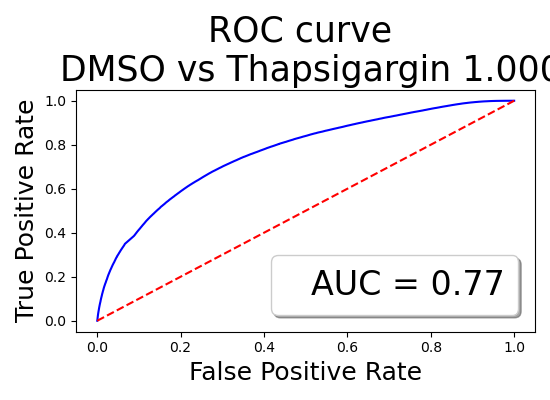 ROC curve
DMSO vs Thapsigargin 1.000
True Positive Rate
1.0
0.8
0.6
0.4
0.2
0.0
AUC = 0.77
0.0 0.2 0.4 0.6 0.8 1.0
False Positive Rate